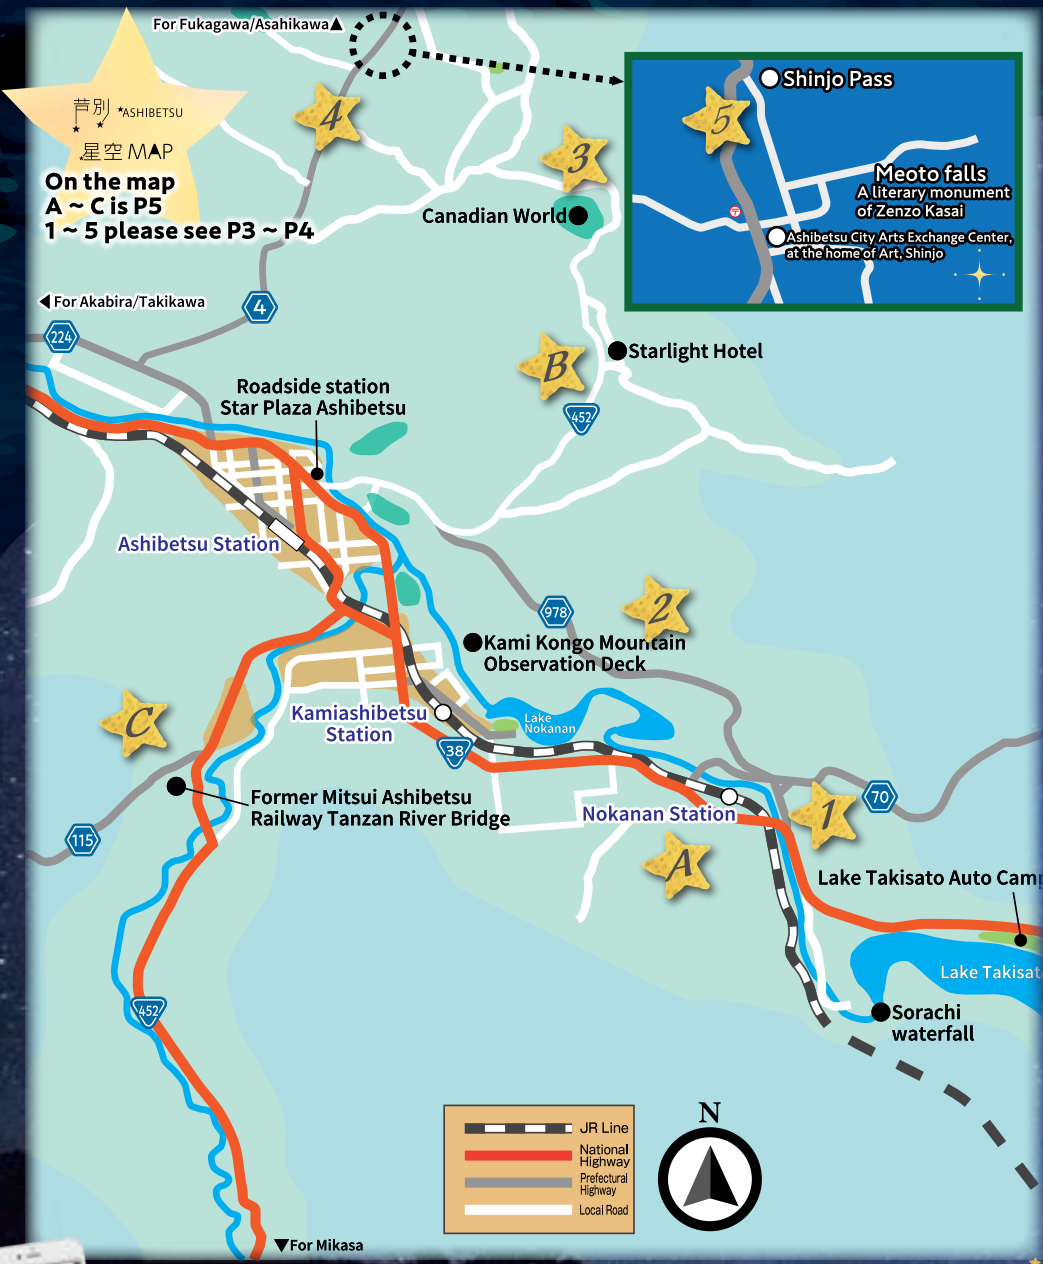 For Fukagawa/Asahikawa▲
芦別 ASHIBETSU
星空 MAP
On the map
A ~ C is P5
1 ~ 5 please see P3 ~ P4
4
3
5
Shinjo Pass
Meoto falls
A literary monument
of Zenzo Kasai
Ashibetsu City Arts Exchange Center,
at the home of Art, Shinjo
Canadian World
◀For Akabira/Takikawa
4
224
B
Starlight Hotel
452
Roadside station
Star Plaza Ashibetsu
Ashibetsu Station
978
2
Kami Kongo Mountain
Observation Deck
C
Kamiashibetsu
Station
Lake
Nokanan
38
Former Mitsui Ashibetsu
Railway Tanzan River Bridge
115
Nokanan Station
1
70
A
Lake Takisato Auto Camp
Lake Takisat
Sorachi
waterfall
452
JR Line
National
Highway
Prefectural
Highway
Local Road
N
▼For Mikasa